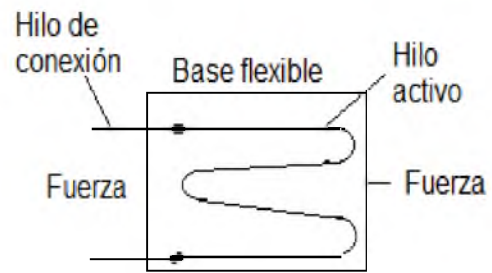 Hilo de
conexión
Base flexible
Hilo
activo
Fuerza
Fuerza